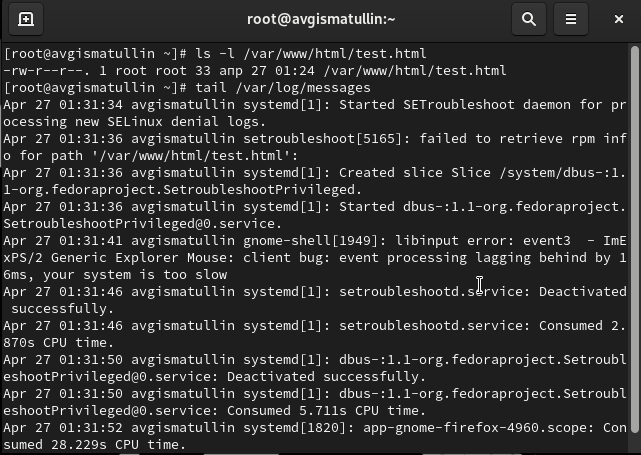 root@avgismatullin:~
[root@avgismatullin ~]# ls -l /var/www/html/test.html
-rw-r--r--. 1 root root 33 апр 27 01:24 /var/www/html/test.html
[root@avgismatullin ~]# tail /var/log/messages
Apr 27 01:31:34 avgismatullin systemd[1]: Started SETroubleshoot daemon for pr
ocessing new SELinux denial logs.
Apr 27 01:31:36 avgismatullin setroubleshoot[5165]: failed to retrieve rpm inf
o for path '/var/www/html/test.html':
Apr 27 01:31:36 avgismatullin systemd[1]: Created slice Slice /system/dbus-:1.
1-org.fedoraproject.SetroubleshootPrivileged.
Apr 27 01:31:36 avgismatullin systemd[1]: Started dbus-:1.1-org.fedoraproject.
SetroubleshootPrivileged@0.service.
Apr 27 01:31:41 avgismatullin gnome-shell[1949]: libinput error: event3  - ImE
xPS/2 Generic Explorer Mouse: client bug: event processing lagging behind by 1
6ms, your system is too slow
Apr 27 01:31:46 avgismatullin systemd[1]: setroubleshootd.service: Deactivated
 successfully.
Apr 27 01:31:46 avgismatullin systemd[1]: setroubleshootd.service: Consumed 2.
870s CPU time.
Apr 27 01:31:50 avgismatullin systemd[1]: dbus-:1.1-org.fedoraproject.Setroubl
eshootPrivileged@0.service: Deactivated successfully.
Apr 27 01:31:50 avgismatullin systemd[1]: dbus-:1.1-org.fedoraproject.Setroubl
eshootPrivileged@0.service: Consumed 5.711s CPU time.
Apr 27 01:31:52 avgismatullin systemd[1820]: app-gnome-firefox-4960.scope: Con
sumed 28.229s CPU time.